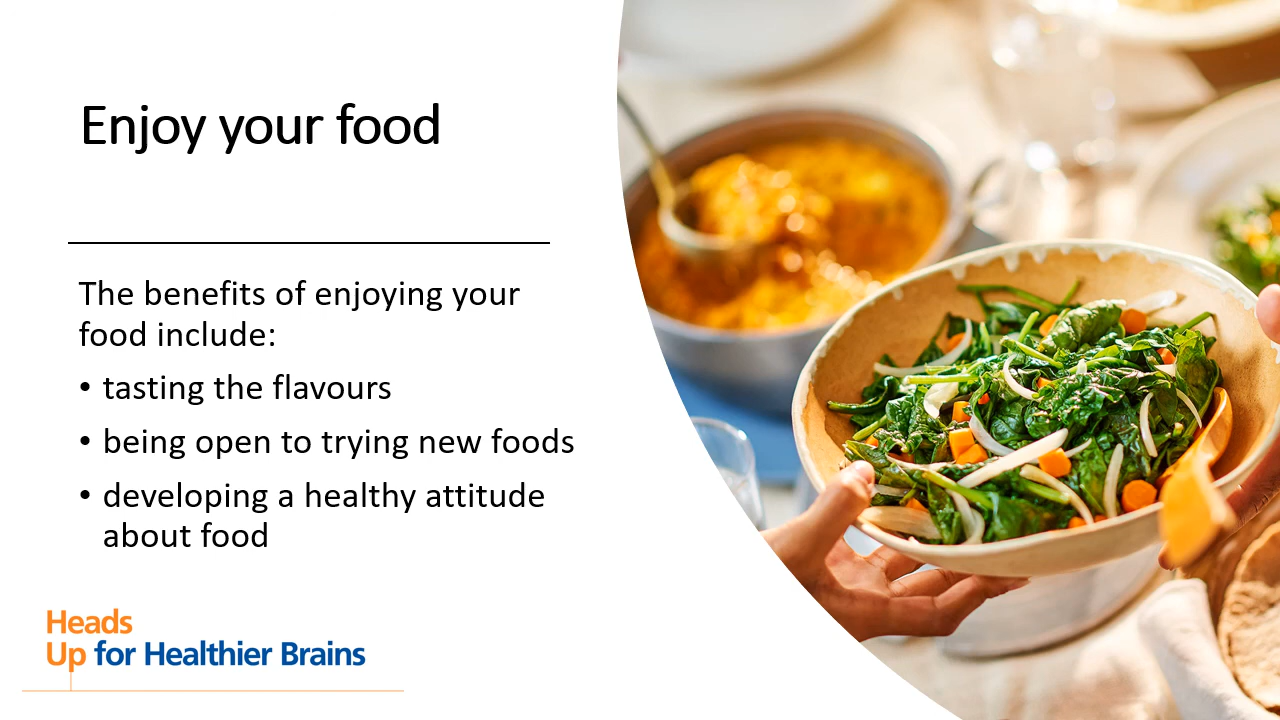 Enjoy your food
The benefits of enjoying your
food include:
• tasting the flavours
• being open to trying new foods
• developing a healthy attitude
about food
Heads
Up for Healthier Brains